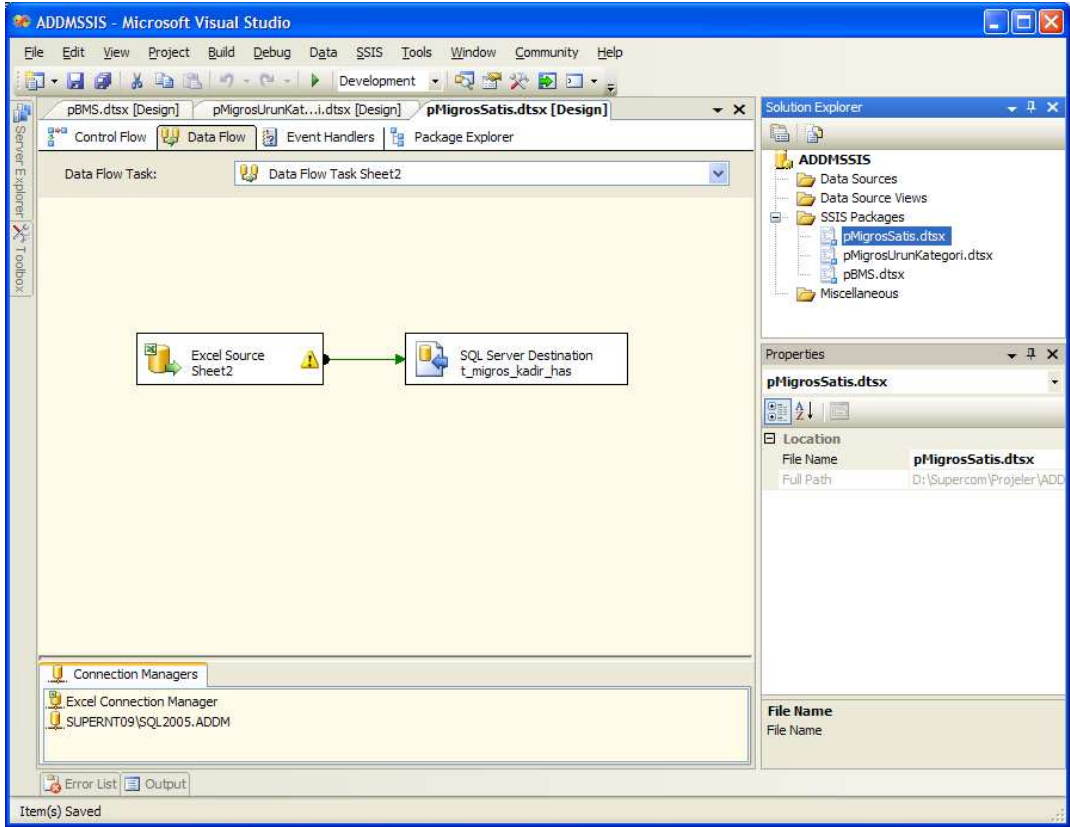 ADDMSSIS - Microsoft Visual Studio
File Edit View Project Build Debug Data SSIS Tools Window Community Help
Development
pBMS.dtsx [Design] pMigrosUrunKat...i.dtsx [Design] pMigrosSatis.dtsx [Design]
Control Flow Data Flow Event Handlers Package Explorer
Data Flow Task: Data Flow Task Sheet2
Server Explorer
Toolbox
Excel Source
Sheet2
SQL Server Destination
t_migros_kadir_has
Connection Managers
Excel Connection Manager
SUPERNT09\SQL2005.ADDM
Error List Output
Item(s) Saved
Solution Explorer
ADDMSSIS
Data Sources
Data Source Views
SSIS Packages
pMigrosSatis.dtsx
pMigrosUrunKategori.dtsx
pBMS.dtsx
Miscellaneous
Properties
pMigrosSatis.dtsx
Location
File Name pMigrosSatis.dtsx
Full Path D:\Supercom\Projeler\ADD
File Name
File Name